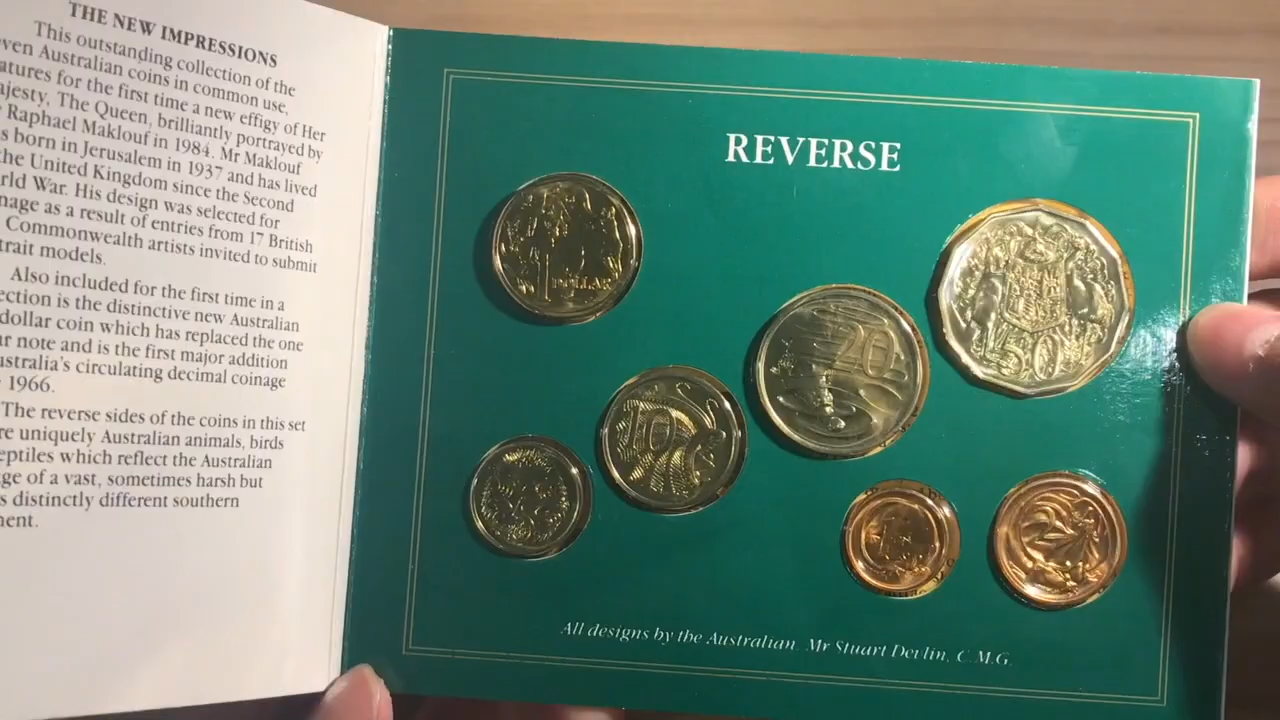 THE NEW IMPRESSIONS
This outstanding collection of the
ven Australian coins in common use,
atures for the first time a new effigy of Her
ajesty, The Queen, brilliantly portrayed by
Raphael Maklouf in 1984. Mr Maklouf
s born in Jerusalem in 1937 and has lived
the United Kingdom since the Second
rld War. His design was selected for
nage as a result of entries from 17 British
Commonwealth artists invited to submit
trait models.
Also included for the first time in a
ection is the distinctive new Australian
dollar coin which has replaced the one
ar note and is the first major addition
ustralia's circulating decimal coinage
1966.
The reverse sides of the coins in this set
re uniquely Australian animals, birds
eptiles which reflect the Australian
ge of a vast, sometimes harsh but
s distinctly different southern
nent.
REVERSE
1 DOLLAR
50
20
10
5
1
All designs by the Australian. Mr Stuart Devlin, C.M.G.